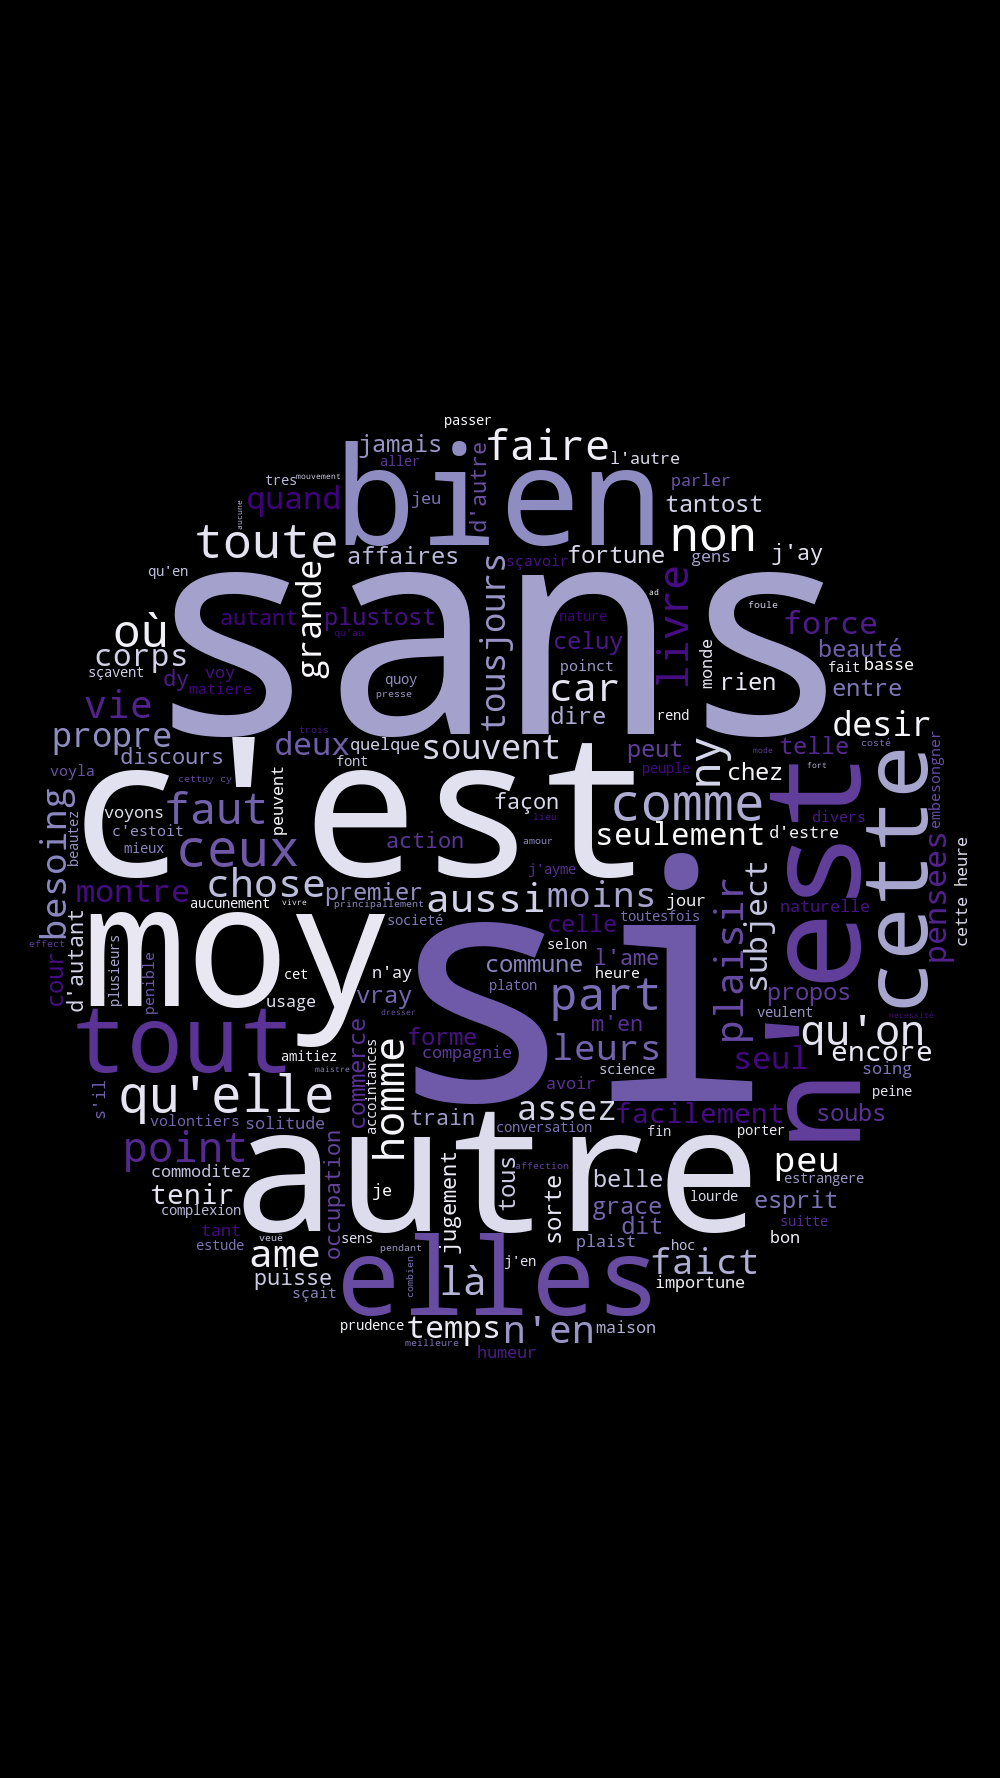 passer
jamais
faire
l'autre
aller
d'autre
bien
tres
mouvement
quand
jeu
parler
tantost
aucune
toute
non
affaires
sçavoir
fortune
gens
j'ay
qu'en
sans
grande
tousjours
livre
ad
foule
autant
plustost
qu'au
nature
force
où
celuy
beauté
corps
sçavent
dy
voy
matiere
quoy
presse
poinct
monde
fait
basse
car
rien
entre
vie
dire
rend
desir
propre
trois
deux
quelque
souvent
peut
ny
telle
mode
costé
discours
font
peuple
chez
fort
voyla
cettuy cy
c'est
n'est
cette
embesongner
besoing
beautez
voyons
faut
peuvent
façon
lieu
comme
divers
c'estoit
mieux
ceux
action
amour
seulement
d'estre
pensees
cette heure
j'ayme
montre
chose
premier
aussi
moins
plaisir
subject
jour
naturelle
aucunement
vivre
principallement
moy
si
societé
celle
toutesfois
d'autant
effect
plusieurs
penible
selon
l'ame
cour
cet
n'ay
commune
heure
usage
vray
platon
part
propos
veulent
dresser
m'en
necessité
tout
forme
leurs
qu'on
amitiez
compagnie
seul
encore
maistre
commerce
accointances
homme
science
soing
s'il
qu'elle
avoir
peine
volontiers
solitude
train
assez
facilement
soubs
conversation
fin
porter
point
occupation
peu
commoditez
affection
estrangere
tenir
je
autre
jugement
tous
sorte
belle
lourde
esprit
complexion
grace
tant
dit
suitte
estude
veuë
sens
plaist
hoc
bon
ame
pendant
combien
elles
j'en
faict
puisse
là
importune
sçait
prudence
temps
n'en
maison
meilleure
humeur